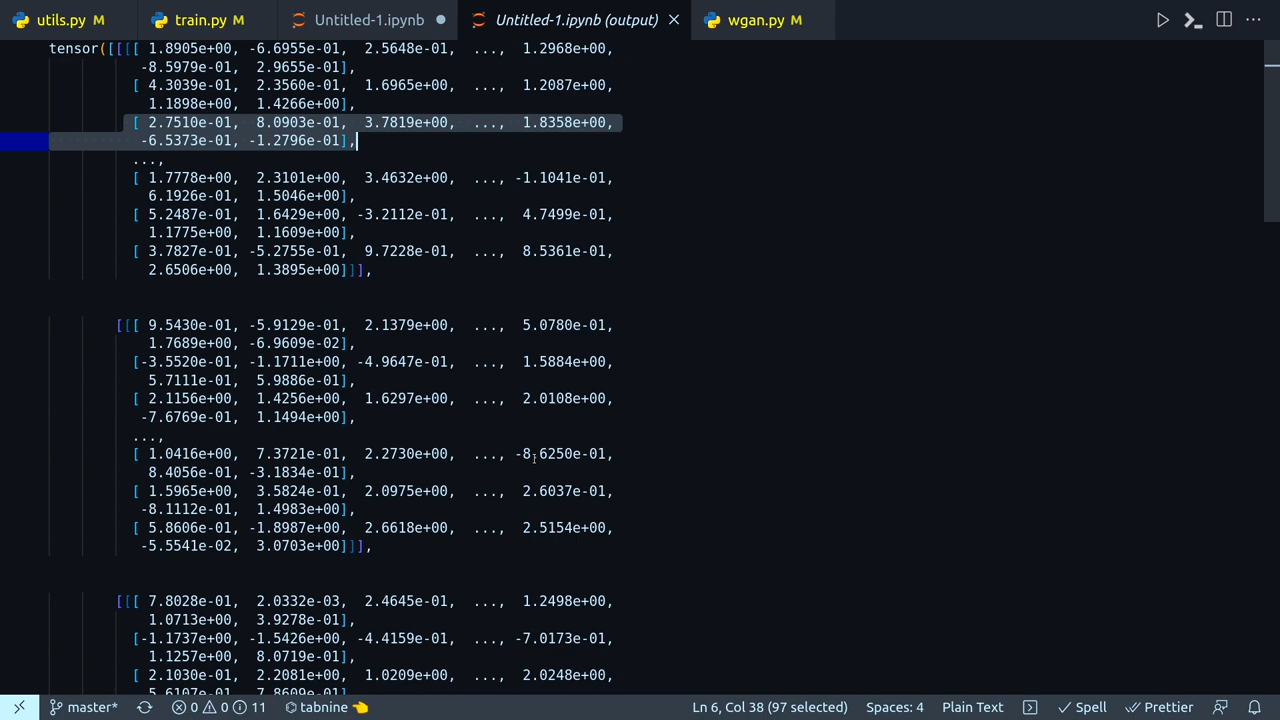 utils.py M train.py M Untitled-1.ipynb Untitled-1.ipynb (output) wgan.py M
tensor([[[[ 1.8905e+00, -6.6955e-01, 2.5648e-01, ..., 1.2968e+00,
-8.5979e-01, 2.9655e-01],
[ 4.3039e-01, 2.3560e-01, 1.6965e+00, ..., 1.2087e+00,
1.1898e+00, 1.4266e+00],
[ 2.7510e-01, 8.0903e-01, 3.7819e+00, ..., 1.8358e+00,
-6.5373e-01, -1.2796e-01],
...,
[ 1.7778e+00, 2.3101e+00, 3.4632e+00, ..., -1.1041e-01,
6.1926e-01, 1.5046e+00],
[ 5.2487e-01, 1.6429e+00, -3.2112e-01, ..., 4.7499e-01,
1.1775e+00, 1.1609e+00],
[ 3.7827e-01, -5.2755e-01, 9.7228e-01, ..., 8.5361e-01,
2.6506e+00, 1.3895e+00]]],
[[[ 9.5430e-01, -5.9129e-01, 2.1379e+00, ..., 5.0780e-01,
1.7689e+00, -6.9609e-02],
[-3.5520e-01, -1.1711e+00, -4.9647e-01, ..., 1.5884e+00,
5.7111e-01, 5.9886e-01],
[ 2.1156e+00, 1.4256e+00, 1.6297e+00, ..., 2.0108e+00,
-7.6769e-01, 1.1494e+00],
...,
[ 1.0416e+00, 7.3721e-01, 2.2730e+00, ..., -8.6250e-01,
8.4056e-01, -3.1834e-01],
[ 1.5965e+00, 3.5824e-01, 2.0975e+00, ..., 2.6037e-01,
-8.1112e-01, 1.4983e+00],
[ 5.8606e-01, -1.8987e+00, 2.6618e+00, ..., 2.5154e+00,
-5.5541e-02, 3.0703e+00]]],
[[[ 7.8028e-01, 2.0332e-03, 2.4645e-01, ..., 1.2498e+00,
1.0713e+00, 3.9278e-01],
[-1.1737e+00, -1.5426e+00, -4.4159e-01, ..., -7.0173e-01,
1.1257e+00, 8.0719e-01],
[ 2.1030e-01, 2.2081e+00, 1.0209e+00, ..., 2.0248e+00,
5.6107e-01, 7.8609e-01],
master* 0 0 11 tabnine Ln 6, Col 38 (97 selected) Spaces: 4 Plain Text Spell Prettier